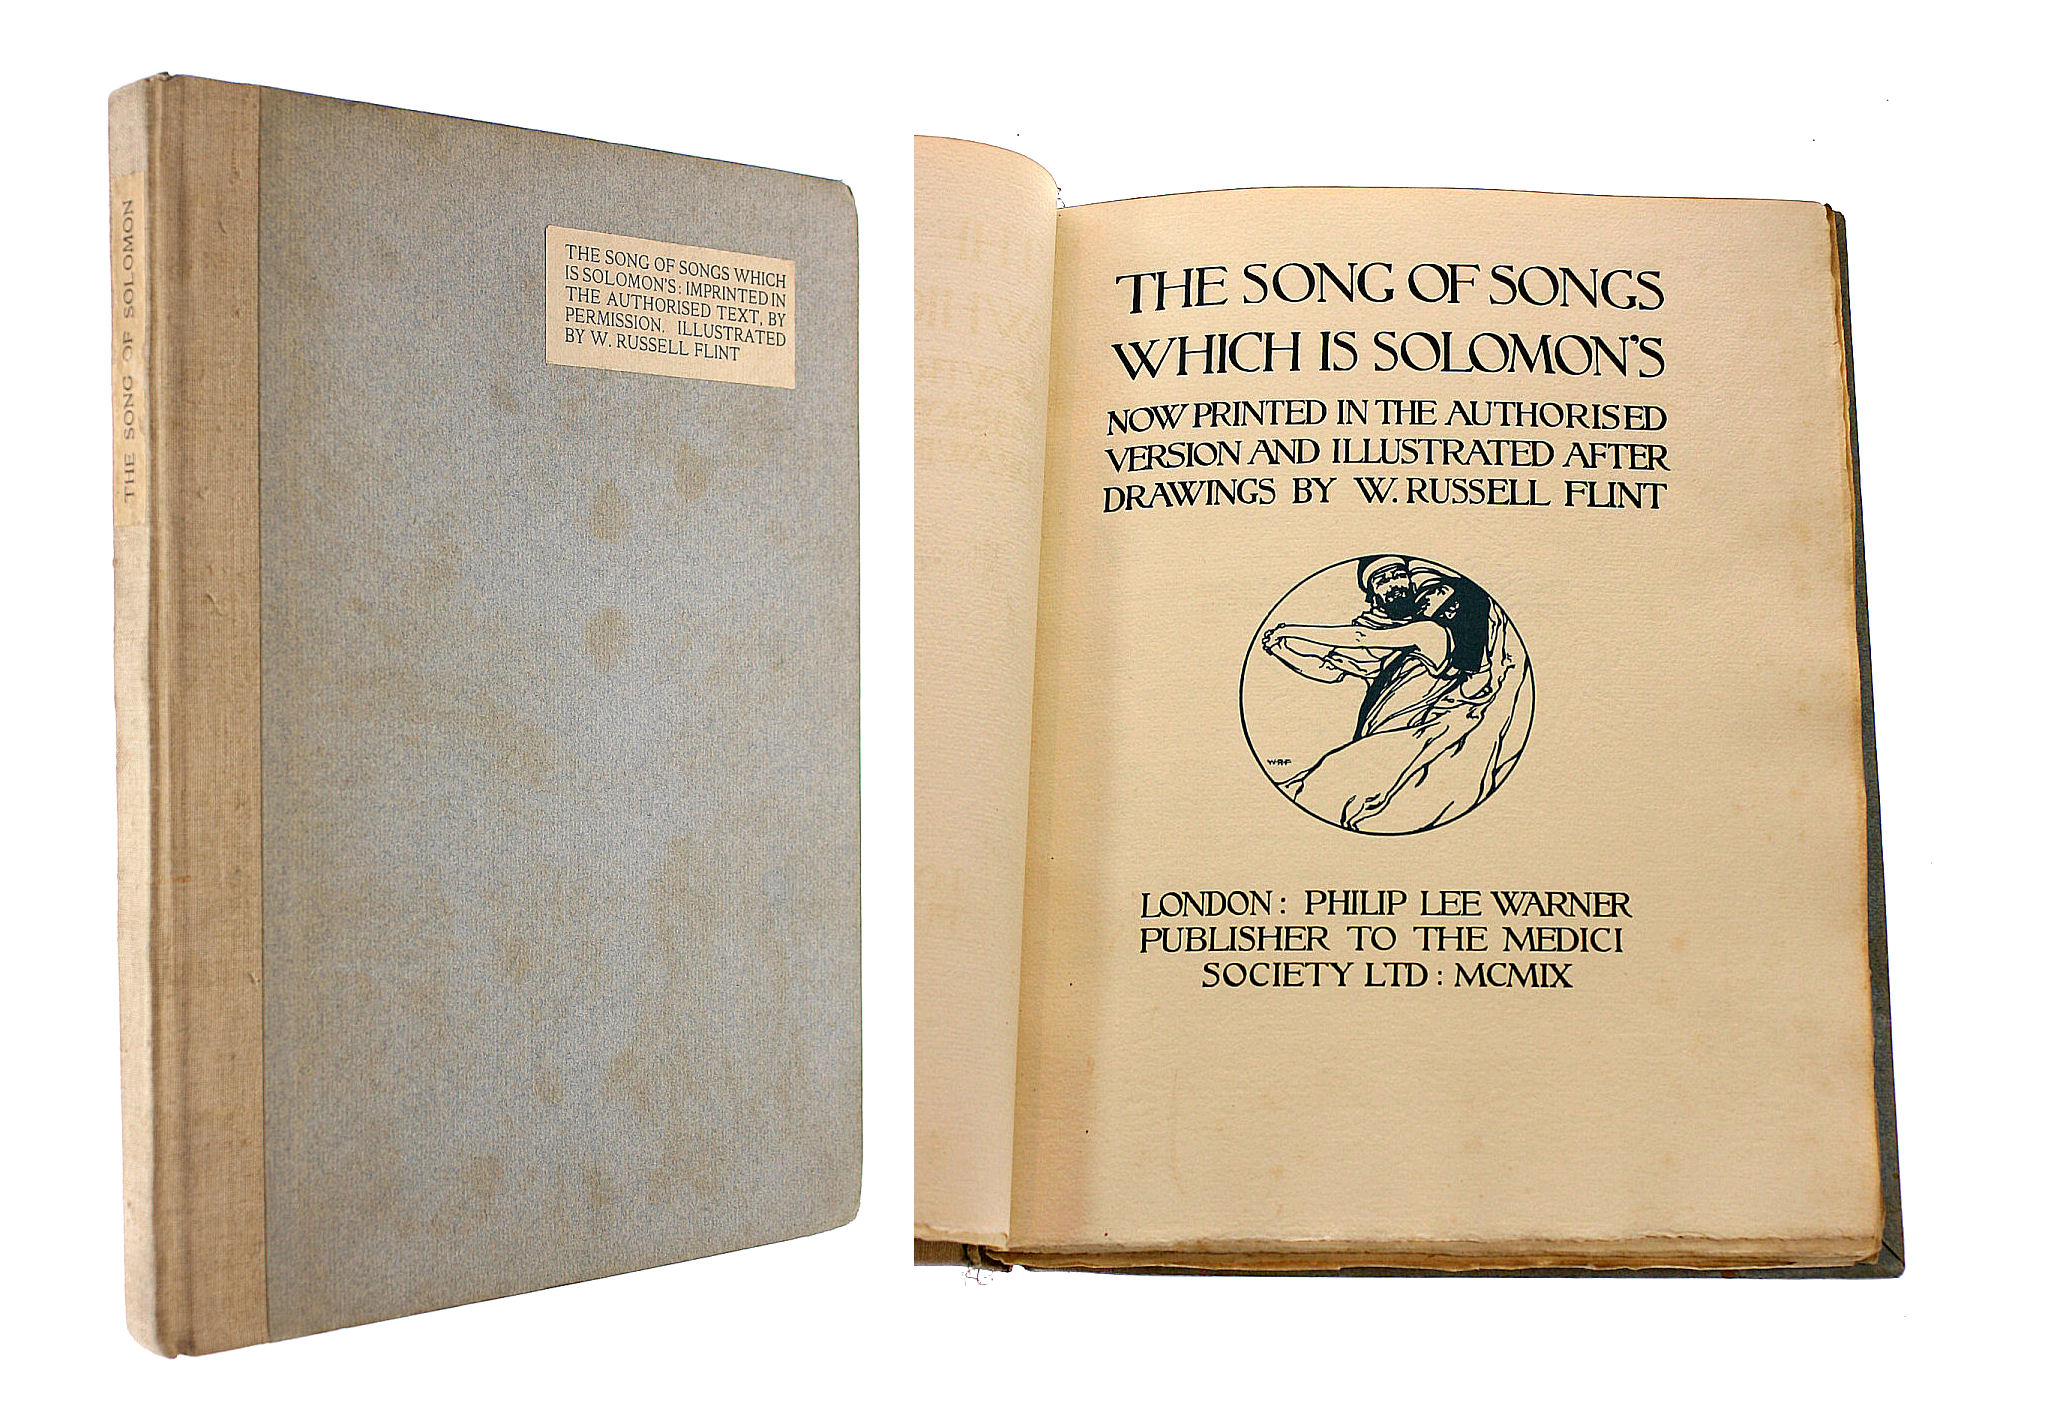 THE SONG OF SOLOMON
THE SONG OF SONGS WHICH
IS SOLOMON'S: IMPRINTED IN
THE AUTHORISED TEXT, BY
PERMISSION. ILLUSTRATED
BY W. RUSSELL FLINT
THE SONG OF SONGS
WHICH IS SOLOMON'S
NOW PRINTED IN THE AUTHORISED
VERSION AND ILLUSTRATED AFTER
DRAWINGS BY W. RUSSELL FLINT
LONDON: PHILIP LEE WARNER
PUBLISHER TO THE MEDICI
SOCIETY LTD: MCMIX